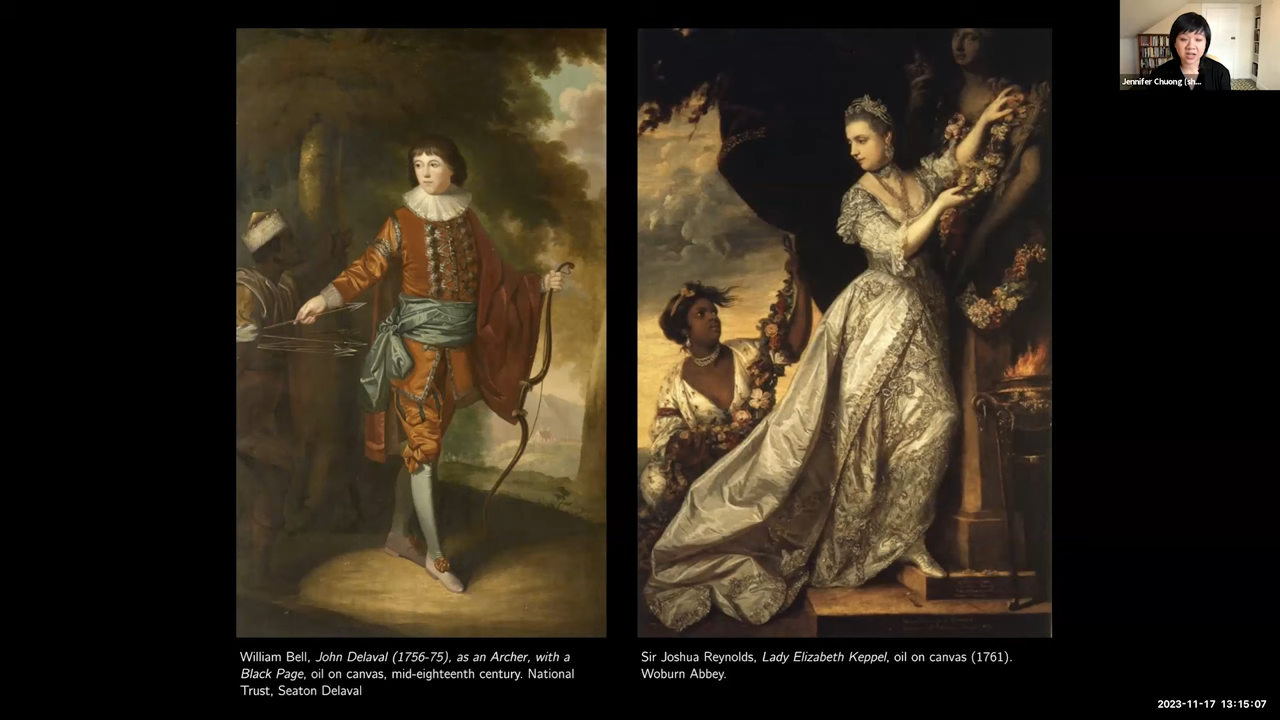 Jennifer Chuong (sh...
William Bell, John Delaval (1756-75), as an Archer, with a
Black Page, oil on canvas, mid-eighteenth century. National
Trust, Seaton Delaval
Sir Joshua Reynolds, Lady Elizabeth Keppel, oil on canvas (1761).
Woburn Abbey.
2023-11-17 13:15:07